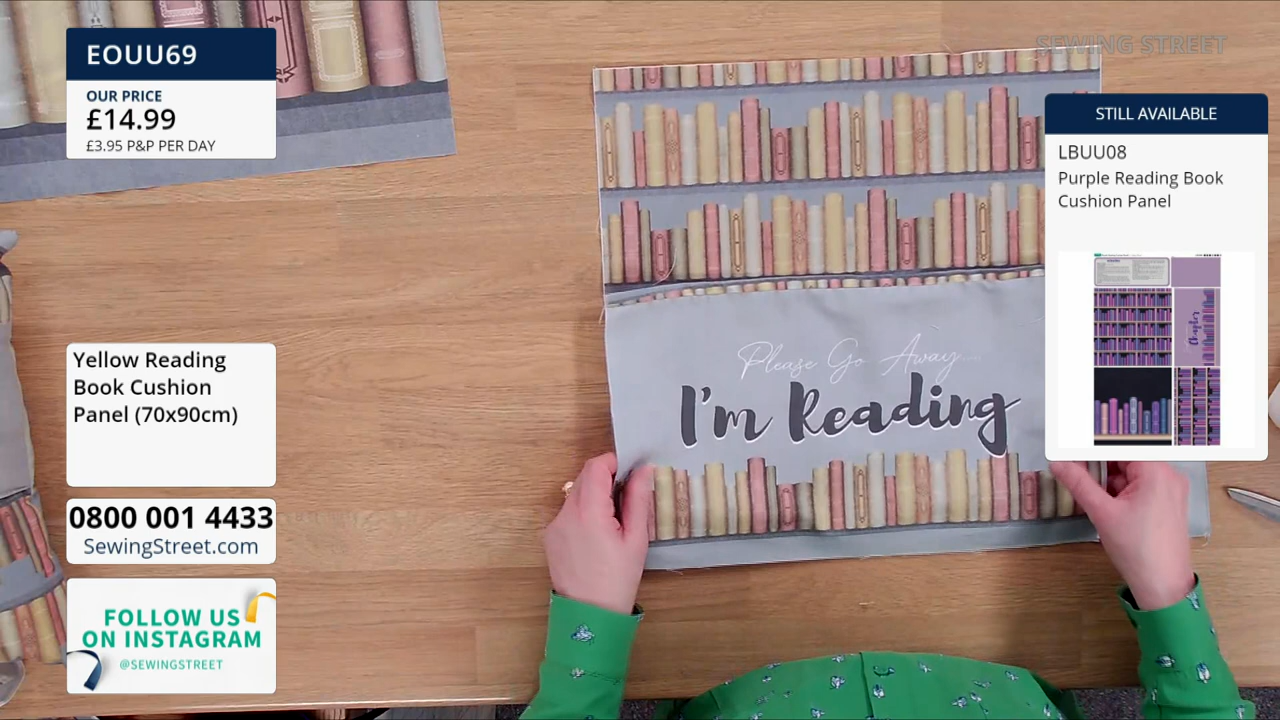 EOUU69
OUR PRICE
£14.99
£3.95 P&P PER DAY
Yellow Reading
Book Cushion
Panel (70x90cm)
0800 001 4433
SewingStreet.com
FOLLOW US
ON INSTAGRAM
@SEWINGSTREET
SEWING STREET
STILL AVAILABLE
LBUU08
Purple Reading Book
Cushion Panel
Chapter
Please Go Away....
I'm Reading